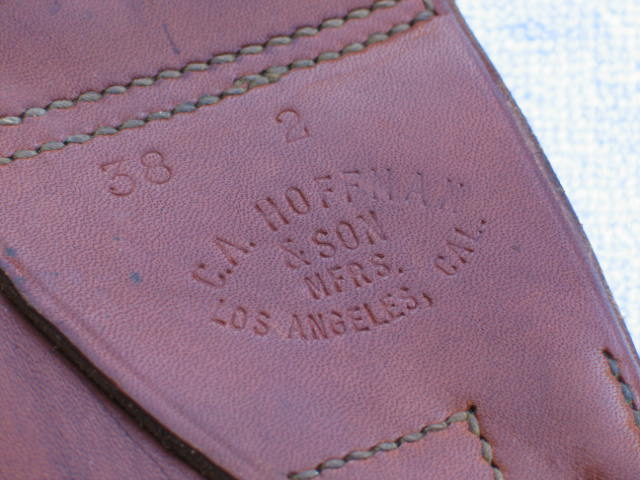 38 2
C.A. HOFFMAN
& SON
MFRS.
LOS ANGELES, CAL.